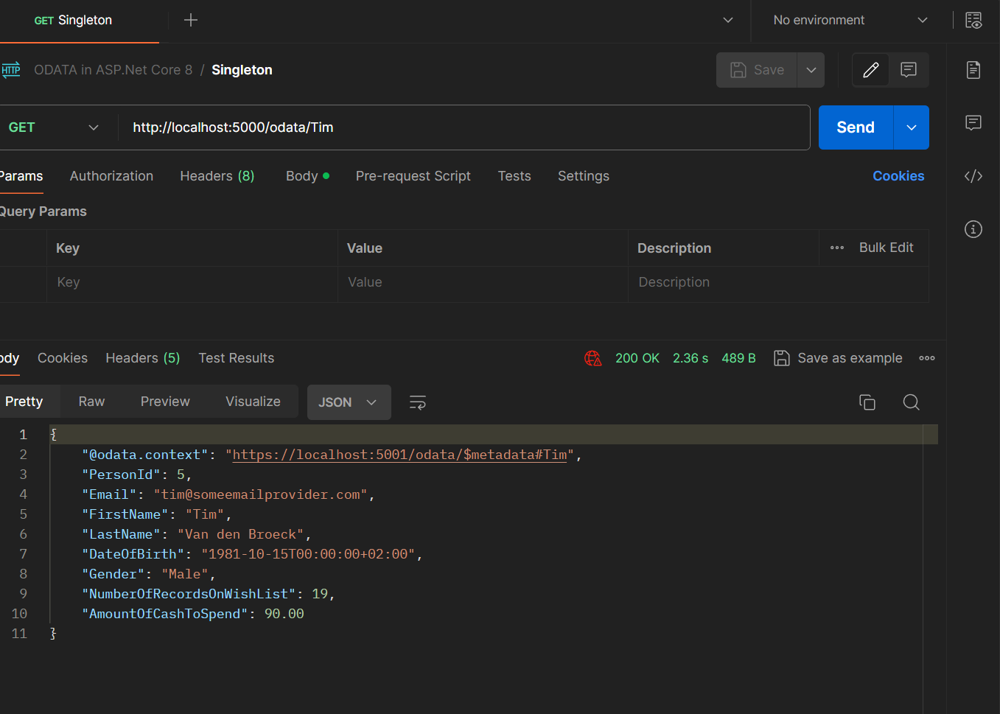 GET Singleton
No environment
HTTP ODATA in ASP.Net Core 8 / Singleton
Save
GET http://localhost:5000/odata/Tim
Send
Params Authorization Headers (8) Body Pre-request Script Tests Settings Cookies
Query Params
Key Value Description Bulk Edit
Key Value Description
ody Cookies Headers (5) Test Results 200 OK 2.36 s 489 B Save as example
Pretty Raw Preview Visualize JSON
1 {
2 "@odata.context": "https://localhost:5001/odata/$metadata#Tim",
3 "PersonId": 5,
4 "Email": "tim@someemailprovider.com",
5 "FirstName": "Tim",
6 "LastName": "Van den Broeck",
7 "DateOfBirth": "1981-10-15T00:00:00+02:00",
8 "Gender": "Male",
9 "NumberOfRecordsOnWishList": 19,
10 "AmountOfCashToSpend": 90.00
11 }